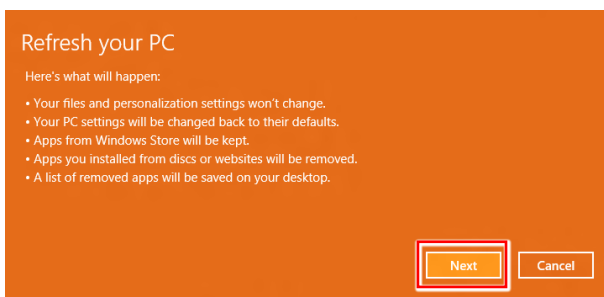 Refresh your PC
Here's what will happen:
• Your files and personalization settings won't change.
• Your PC settings will be changed back to their defaults.
• Apps from Windows Store will be kept.
• Apps you installed from discs or websites will be removed.
• A list of removed apps will be saved on your desktop.
Next Cancel